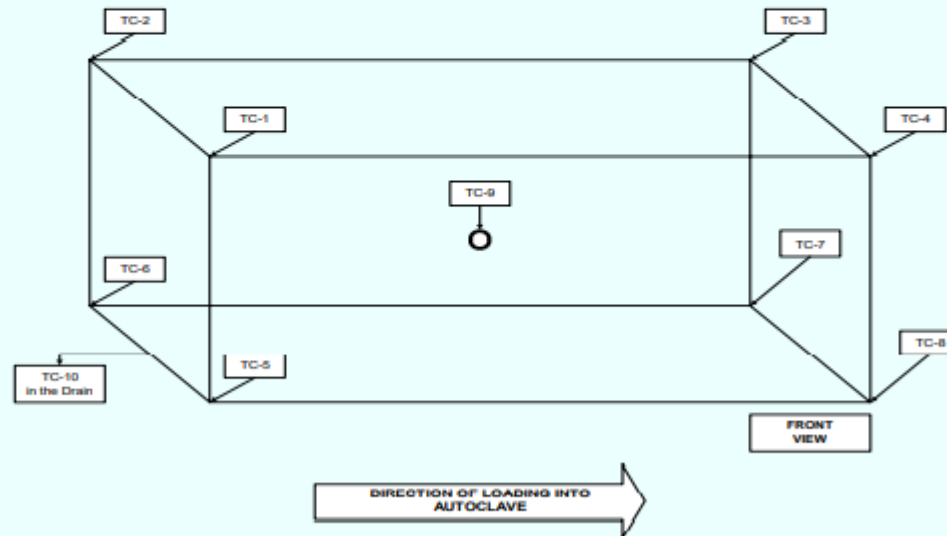 TC-2
TC-3
TC-1
TC-4
TC-9
TC-7
TC-6
TC-8
TC-5
TC-10
in the Drain
FRONT
VIEW
DIRECTION OF LOADING INTO
AUTOCLAVE